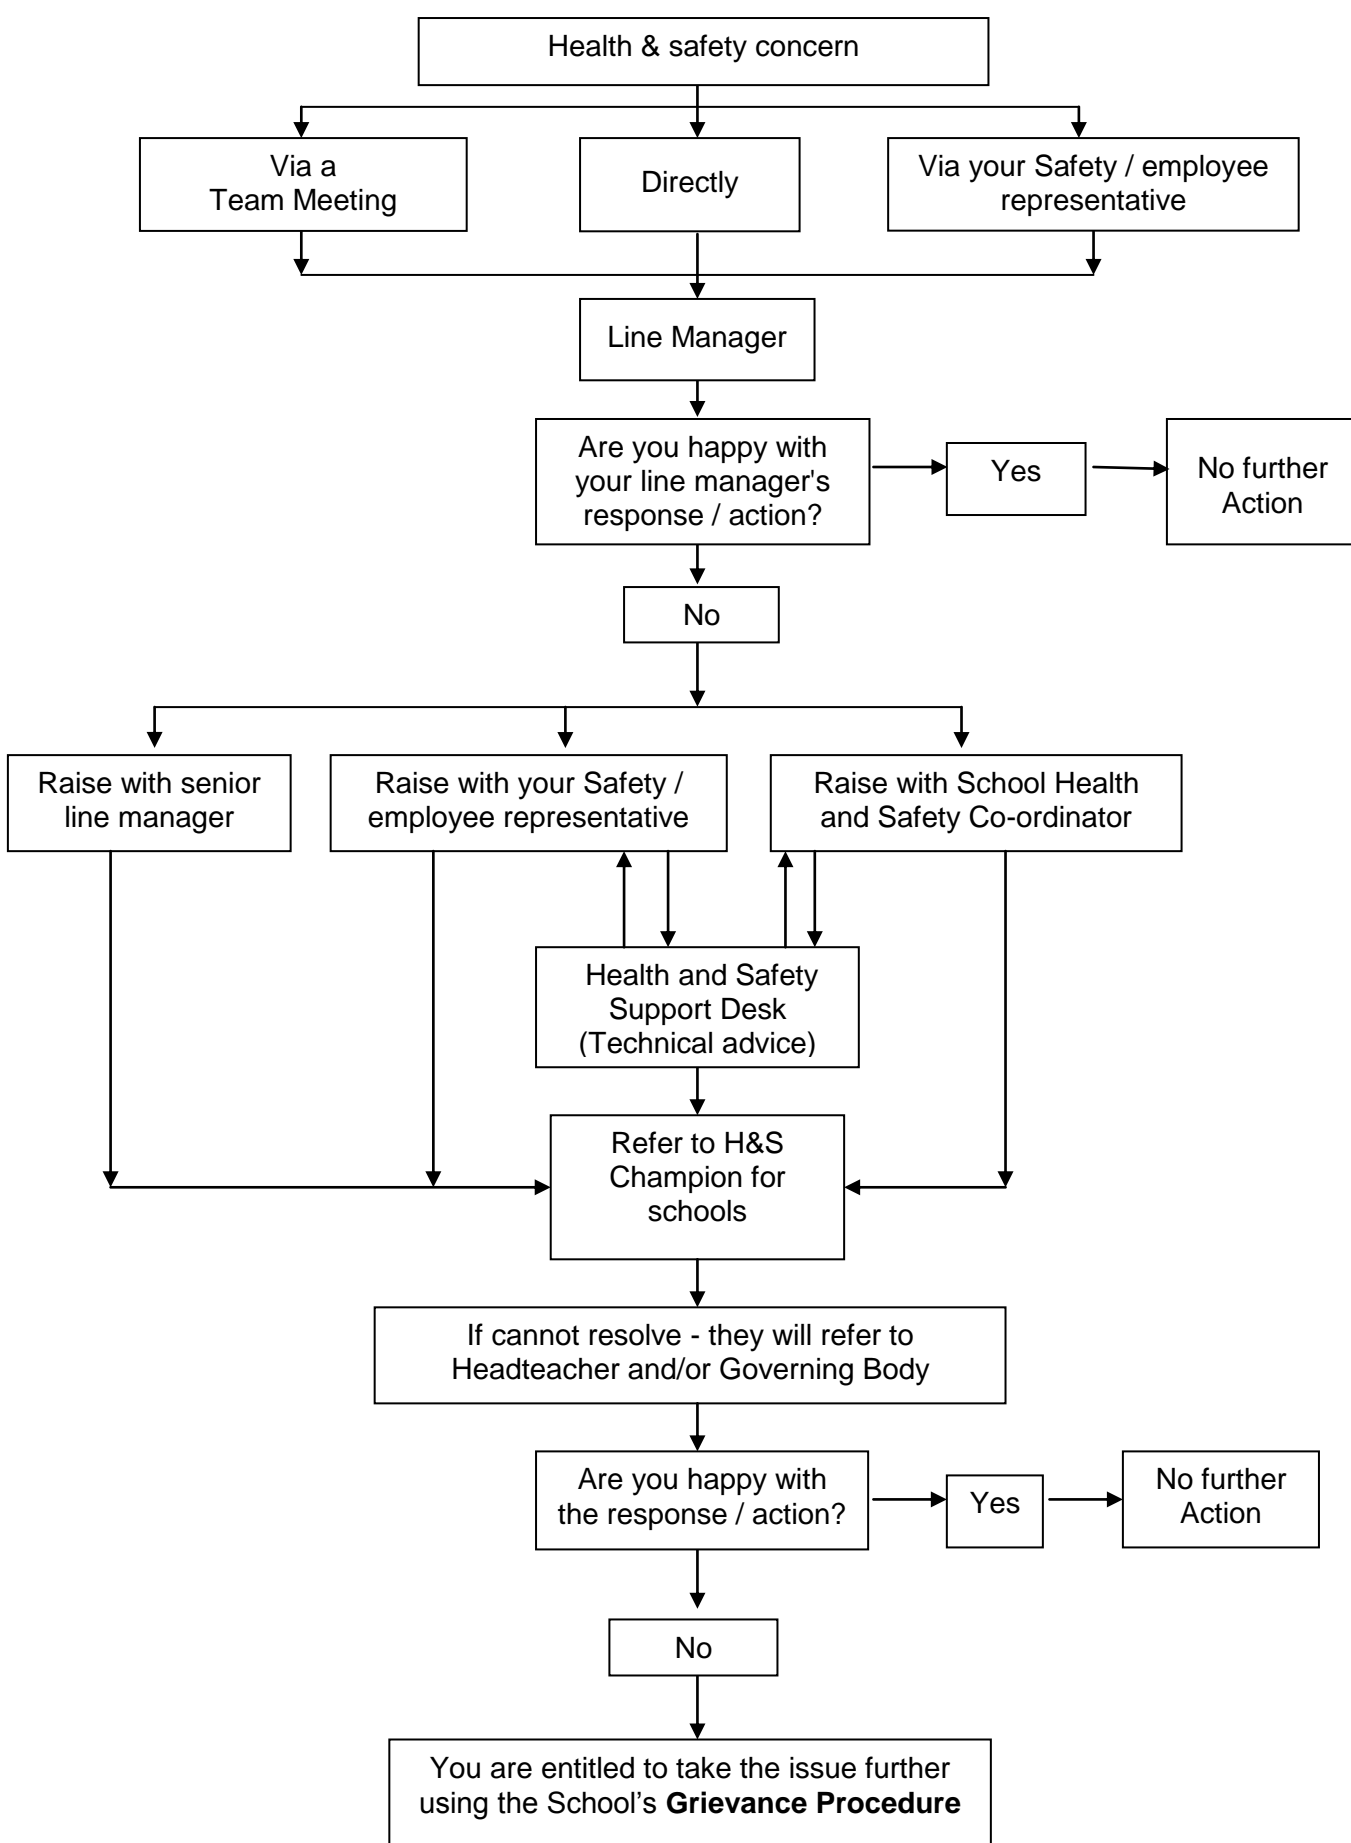 Health & safety concern
Via a
Team Meeting
Directly
Via your Safety / employee
representative
Line Manager
Are you happy with
your line manager's
response / action?
Yes
No further
Action
No
Raise with senior
line manager
Raise with your Safety /
employee representative
Raise with School Health
and Safety Co-ordinator
Health and Safety
Support Desk
(Technical advice)
Refer to H&S
Champion for
schools
If cannot resolve - they will refer to
Headteacher and/or Governing Body
Are you happy with
the response / action?
Yes
No further
Action
No
You are entitled to take the issue further
using the School’s Grievance Procedure